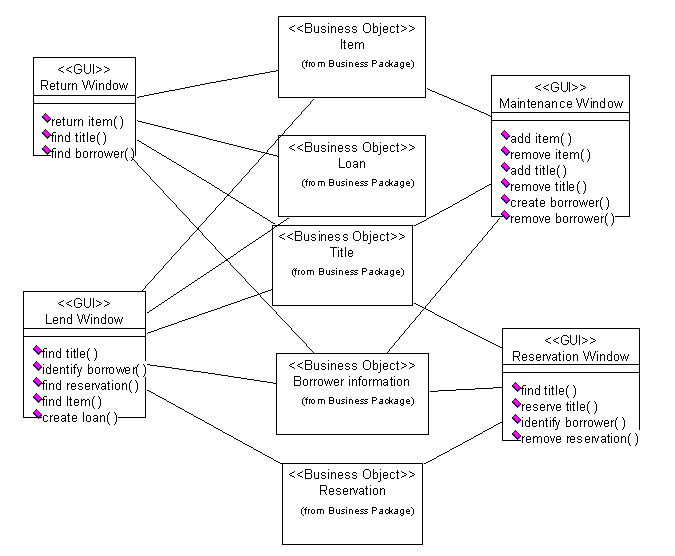 <<GUI>>
Return Window
return item()
find title()
find borrower()
<<GUI>>
Lend Window
find title()
identify borrower()
find reservation()
find Item()
create loan()
<<Business Object>>
Item
(from Business Package)
<<Business Object>>
Loan
(from Business Package)
<<Business Object>>
Title
(from Business Package)
<<Business Object>>
Borrower information
(from Business Package)
<<Business Object>>
Reservation
(from Business Package)
<<GUI>>
Maintenance Window
add item()
remove item()
add title()
remove title()
create borrower()
remove borrower()
<<GUI>>
Reservation Window
find title()
reserve title()
identify borrower()
remove reservation()